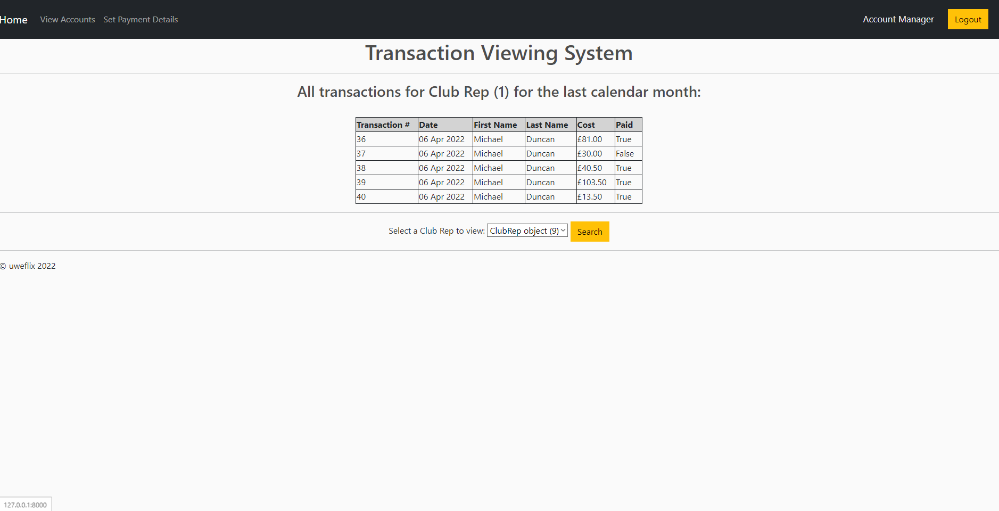 Home View Accounts Set Payment Details Account Manager Logout
Transaction Viewing System
All transactions for Club Rep (1) for the last calendar month:
Transaction # Date First Name Last Name Cost Paid
36 06 Apr 2022 Michael Duncan £81.00 True
37 06 Apr 2022 Michael Duncan £30.00 False
38 06 Apr 2022 Michael Duncan £40.50 True
39 06 Apr 2022 Michael Duncan £103.50 True
40 06 Apr 2022 Michael Duncan £13.50 True
Select a Club Rep to view: ClubRep object (9) Search
© uweflix 2022
127.0.0.1:8000